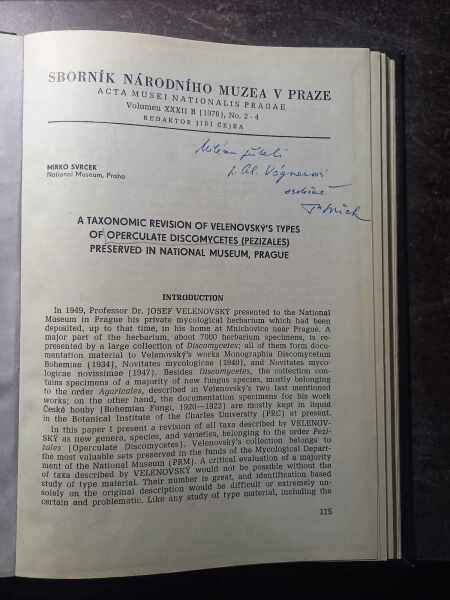 SBORNÍK NÁRODNÍHO MUZEA V PRAZE
ACTA MUSEI NATIONALIS PRAGAE
Volumen XXXII B (1976), No. 2-4
REDAKTOR JIŘÍ ČEJKA
Milému příteli
p. Al. Vágnerovi
srdečně
MIRKO SVRČEK
National Museum, Praha
A TAXONOMIC REVISION OF VELENOVSKÝ'S TYPES
OF OPERCULATE DISCOMYCETES (PEZIZALES)
PRESERVED IN NATIONAL MUSEUM, PRAGUE
INTRODUCTION
In 1949, Professor Dr. JOSEF VELENOVSKÝ presented to the National
Museum in Prague his private mycological herbarium which had been
deposited, up to that time, in his home at Mnichovice near Prague. A
major part of the herbarium, about 7000 herbarium specimens, is re-
presented by a large collection of Discomycetes; all of them form docu-
mentation material to Velenovský's works Monographia Discomycetum
Bohemiae (1934), Novitates mycologicae (1940), and Novitates myco-
logicae novissimae (1947). Besides Discomycetes, the collection con-
tains specimens of a majority of new fungus species, mostly belonging
to the order Agaricales, described in Velenovský's two last mentioned
works; on the other hand, the documentation specimens for his work
České houby (Bohemian Fungi, 1920—1922) are mostly kept in liquid
in the Botanical Institute of the Charles University (PRC) at present.
In this paper I present a revision of all taxa described by VELENOV-
SKÝ as new genera, species, and varieties, belonging to the order Pezi-
zales (Operculate Discomycetes). Velenovský's collection belongs to
the most valuable sets preserved in the funds of the Mycological Depart-
ment of the National Museum (PRM). A critical evaluation of a majority
of taxa described by VELENOVSKÝ would not be possible without the
study of type material. Their number is great, and identification based
solely on the original description would be difficult or extremely un-
certain and problematic. Like any study of type material, including the
115